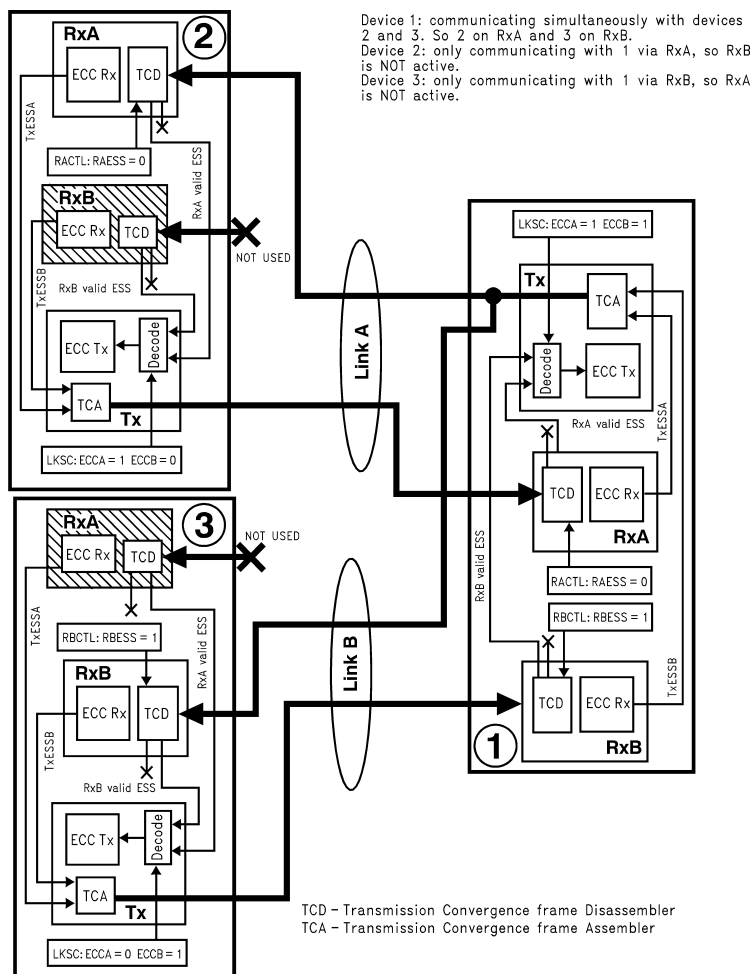 Device 1: communicating simultaneously with devices
2 and 3. So 2 on RxA and 3 on RxB.
Device 2: only communicating with 1 via RxA, so RxB
is NOT active.
Device 3: only communicating with 1 via RxB, so RxA
is NOT active.
2
RxA
ECC Rx
TCD
TxESSA
RACTL: RAESS = 0
RxA valid ESS
RxB
ECC Rx
TCD
NOT USED
TxESSB
RxB valid ESS
ECC Tx
Decode
TCA
Tx
LKSC: ECCA = 1 ECCB = 0
Link A
LKSC: ECCA = 1 ECCB = 1
Tx
TCA
Decode
ECC Tx
RxA valid ESS
TxESSA
TCD
ECC Rx
RxA
RACTL: RAESS = 0
RxB valid ESS
RBCTL: RBESS = 1
TxESSB
TCD
ECC Rx
RxB
1
3
RxA
ECC Rx
TCD
NOT USED
TxESSA
RBCTL: RBESS = 1
RxA valid ESS
RxB
ECC Rx
TCD
TxESSB
RxB valid ESS
ECC Tx
Decode
TCA
Tx
LKSC: ECCA = 0 ECCB = 1
Link B
TCD – Transmission Convergence frame Disassembler
TCA – Transmission Convergence frame Assembler